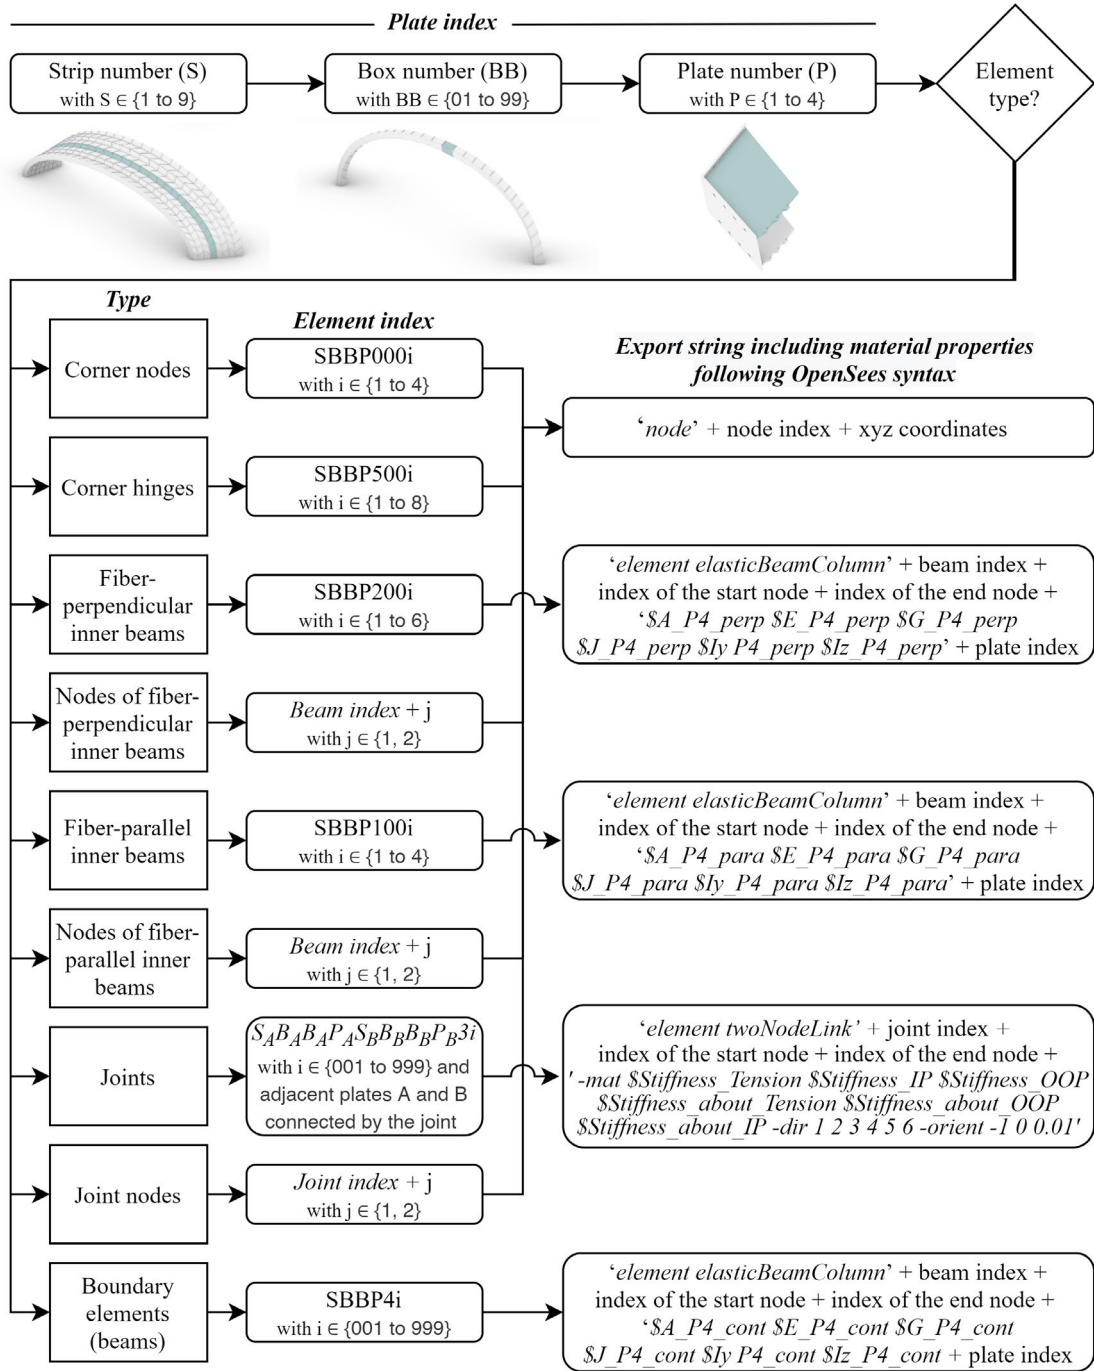 Plate index
Strip number (S)
with S ∈ {1 to 9}
Box number (BB)
with BB ∈ {01 to 99}
Plate number (P)
with P ∈ {1 to 4}
Element
type?
Type
Element index
Export string including material properties
following OpenSees syntax
Corner nodes
SBBP000i
with i ∈ {1 to 4}
‘node’ + node index + xyz coordinates
Corner hinges
SBBP500i
with i ∈ {1 to 8}
Fiber-
perpendicular
inner beams
SBBP200i
with i ∈ {1 to 6}
‘element elasticBeamColumn’ + beam index +
index of the start node + index of the end node +
‘$A_P4_perp $E_P4_perp $G_P4_perp
$J_P4_perp $Iy P4_perp $Iz_P4_perp’ + plate index
Nodes of fiber-
perpendicular
inner beams
Beam index + j
with j ∈ {1, 2}
Fiber-parallel
inner beams
SBBP100i
with i ∈ {1 to 4}
‘element elasticBeamColumn’ + beam index +
index of the start node + index of the end node +
‘$A_P4_para $E_P4_para $G_P4_para
$J_P4_para $Iy_P4_para $Iz_P4_para’ + plate index
Nodes of fiber-
parallel inner
beams
Beam index + j
with j ∈ {1, 2}
Joints
S_AB_AB_AP_AS_BB_BB_BP_B3i
with i ∈ {001 to 999} and
adjacent plates A and B
connected by the joint
‘element twoNodeLink’ + joint index +
index of the start node + index of the end node +
' -mat $Stiffness_Tension $Stiffness_IP $Stiffness_OOP
$Stiffness_about_Tension $Stiffness_about_OOP
$Stiffness_about_IP -dir 1 2 3 4 5 6 -orient -1 0 0.01'
Joint nodes
Joint index + j
with j ∈ {1, 2}
Boundary
elements
(beams)
SBBP4i
with i ∈ {001 to 999}
‘element elasticBeamColumn’ + beam index +
index of the start node + index of the end node +
‘$A_P4_cont $E_P4_cont $G_P4_cont
$J_P4_cont $Iy P4_cont $Iz_P4_cont + plate index